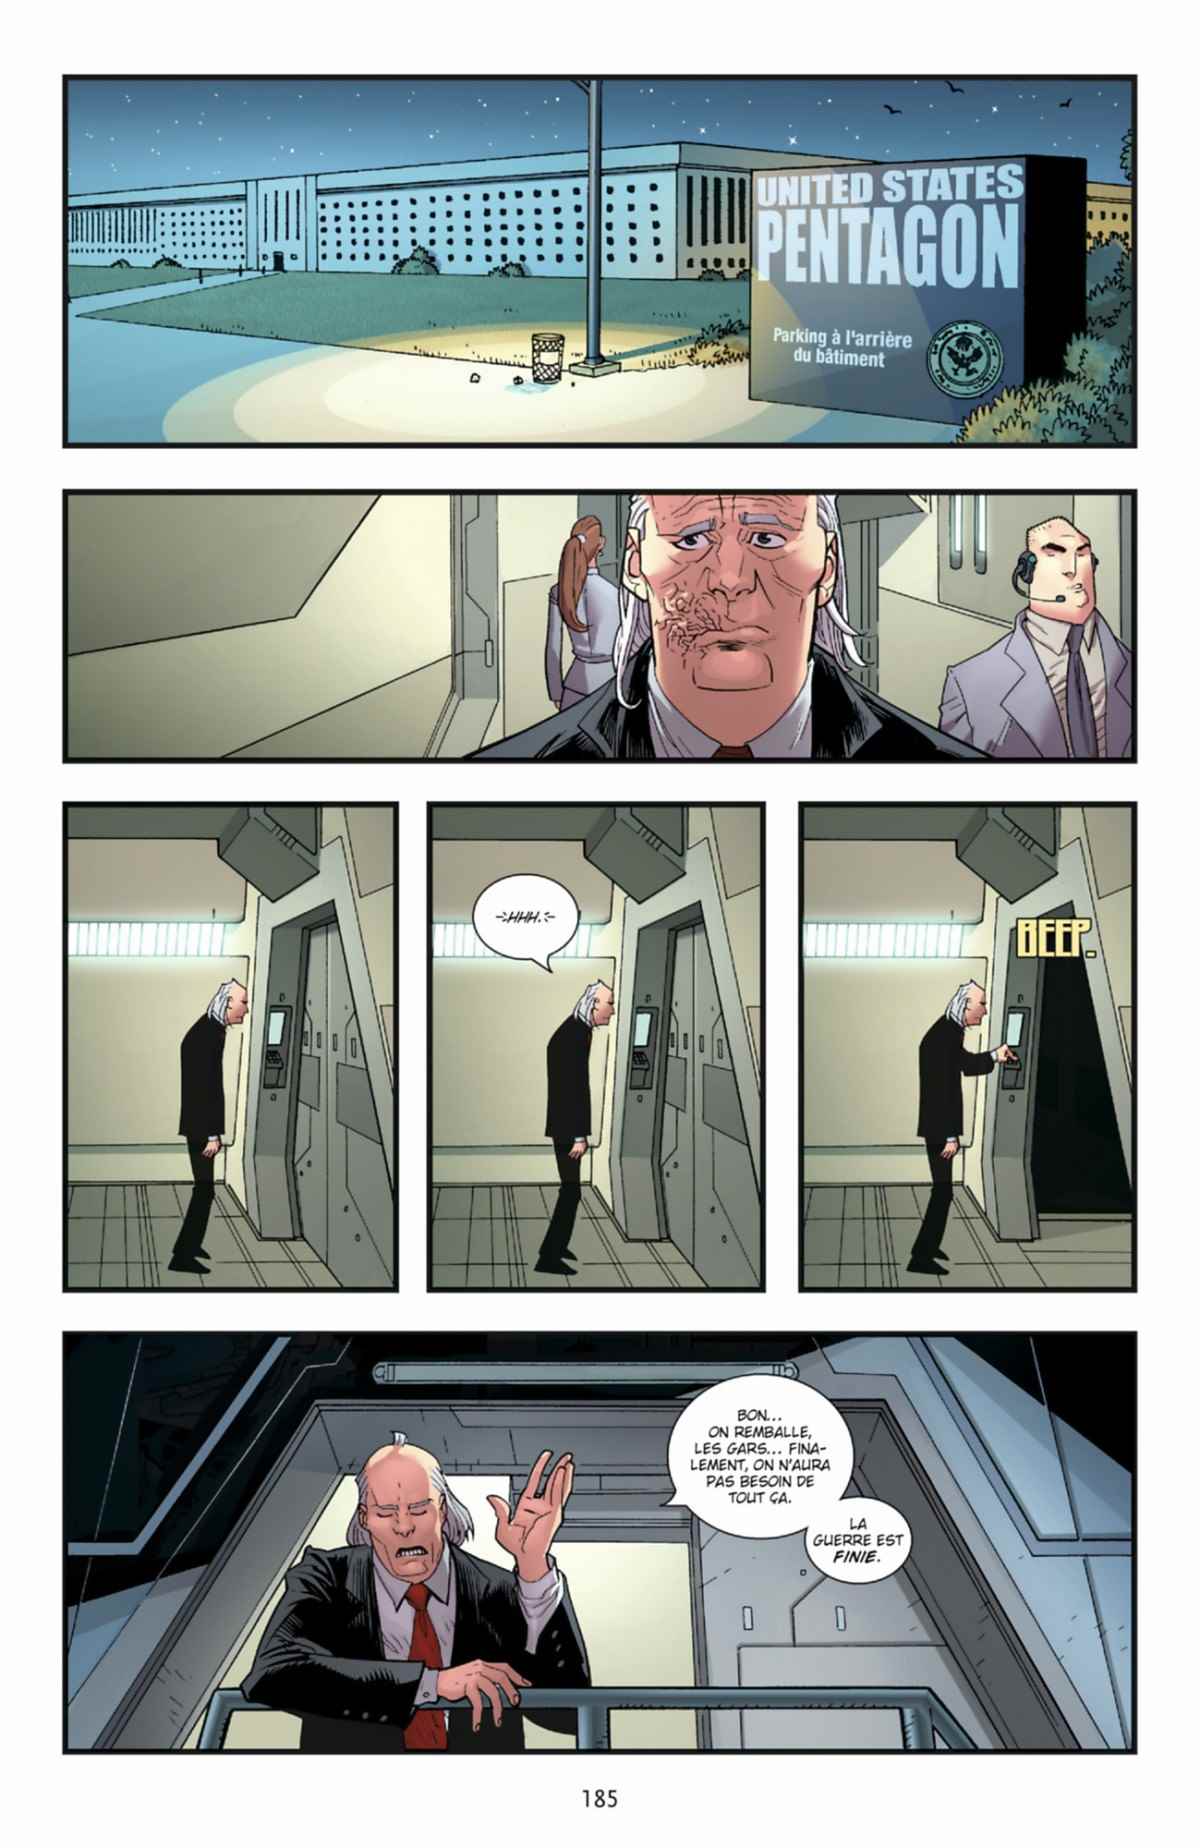 UNITED STATES
PENTAGON
Parking à l'arrière
du bâtiment
HHH.
BEEP.
BON...
ON REMBALLE,
LES GARS... FINA-
LEMENT, ON N'AURA
PAS BESOIN DE
TOUT ÇA.
LA
GUERRE EST
FINIE.
185